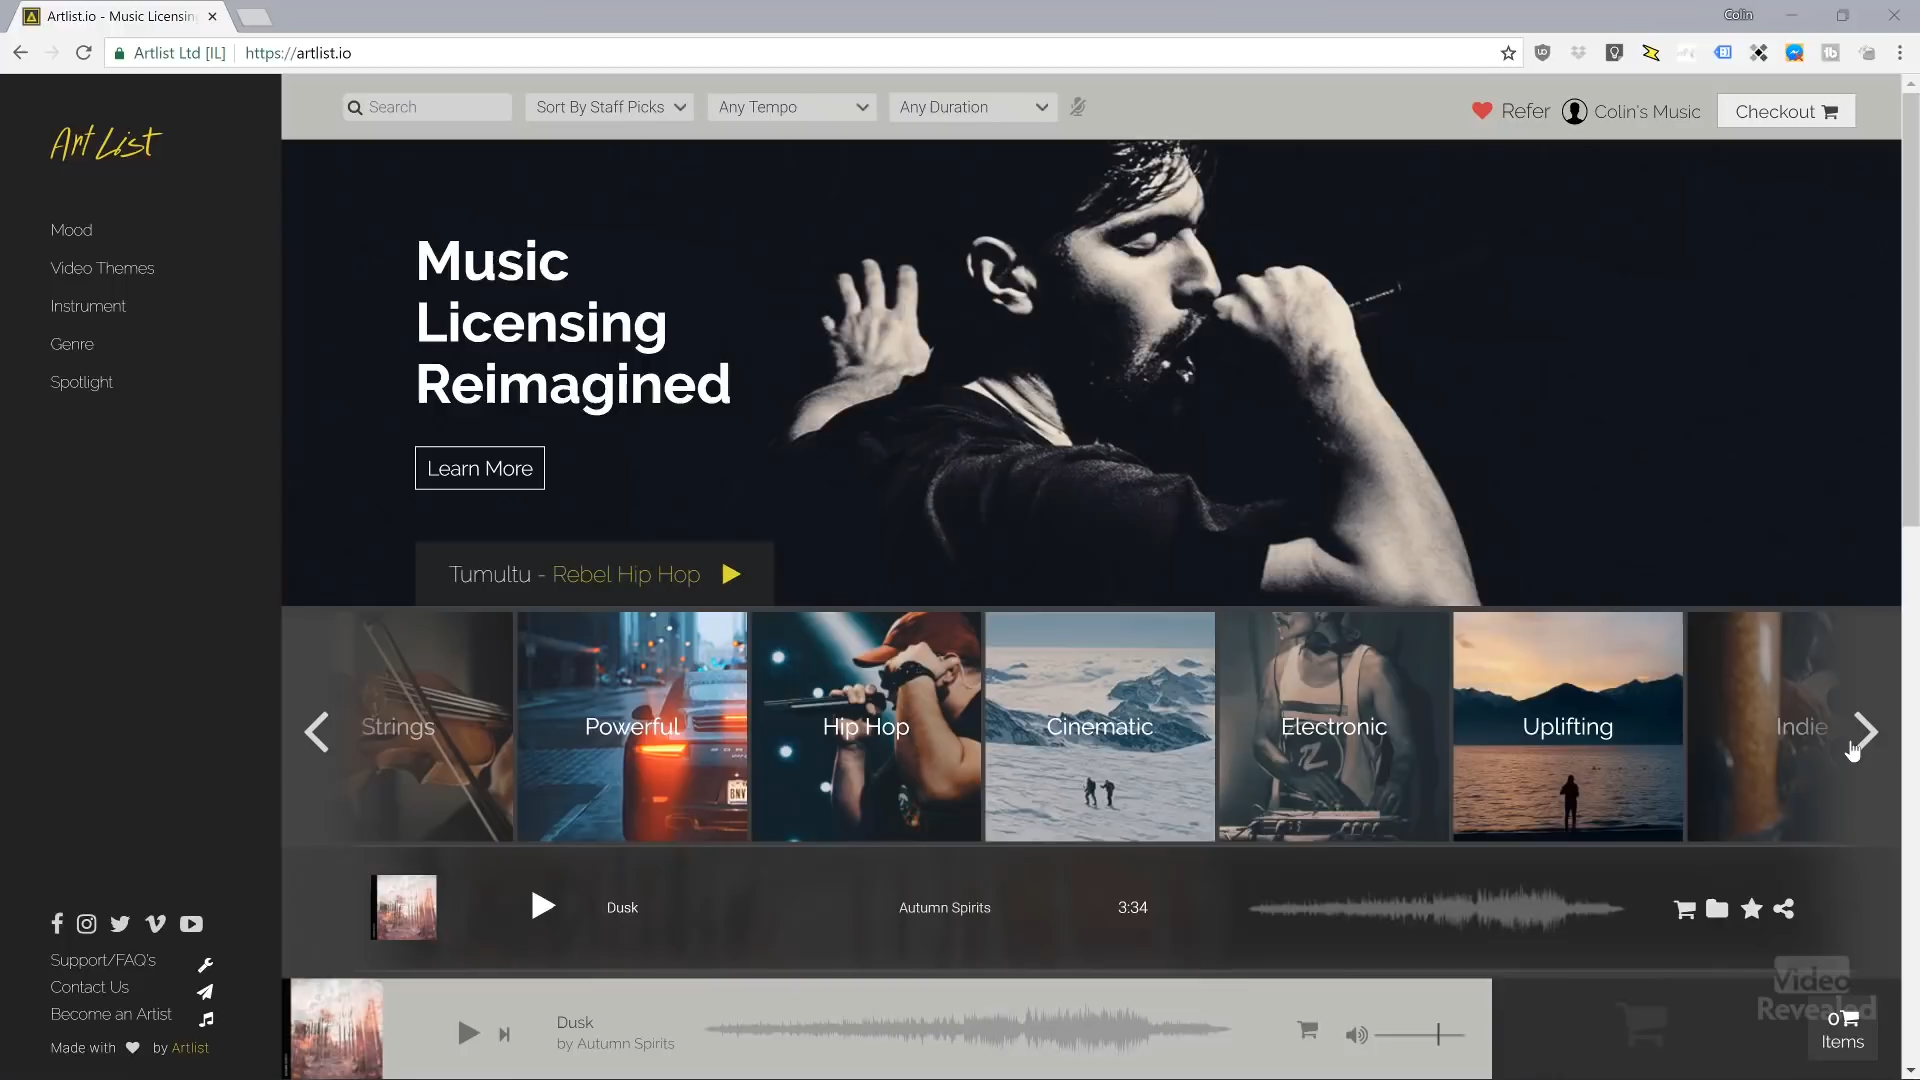 Artlist.io - Music Licensing
Colin
Artlist Ltd [IL]
https://artlist.io
Art List
Search
Sort By Staff Picks
Any Tempo
Any Duration
Refer
Colin's Music
Checkout
Mood
Video Themes
Instrument
Genre
Spotlight
Music
Licensing
Reimagined
Learn More
Tumultu - Rebel Hip Hop
Strings
Powerful
Hip Hop
Cinematic
Electronic
Uplifting
Indie
Dusk
Autumn Spirits
3:34
Support/FAQ's
Contact Us
Become an Artist
Made with by Artlist
Dusk
by Autumn Spirits
Video
Revealed
0
Items